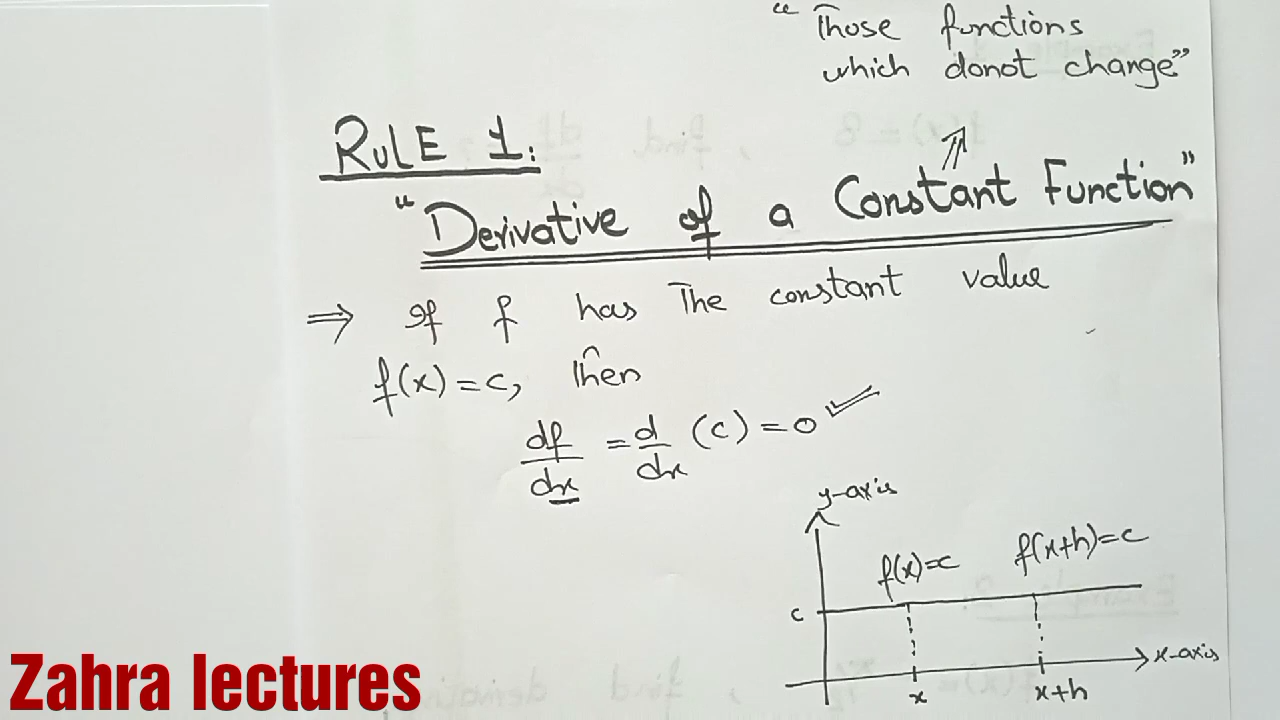 “Those functions
which donot change”
RULE 1:
“Derivative of a Constant Function”
⇒ If f has The constant value
f(x) = c, Then
df/dx = d/dx (c) = 0 ✓
y-axis
f(x)=c f(x+h)=c
c
x-axis
x x+h
Zahra lectures